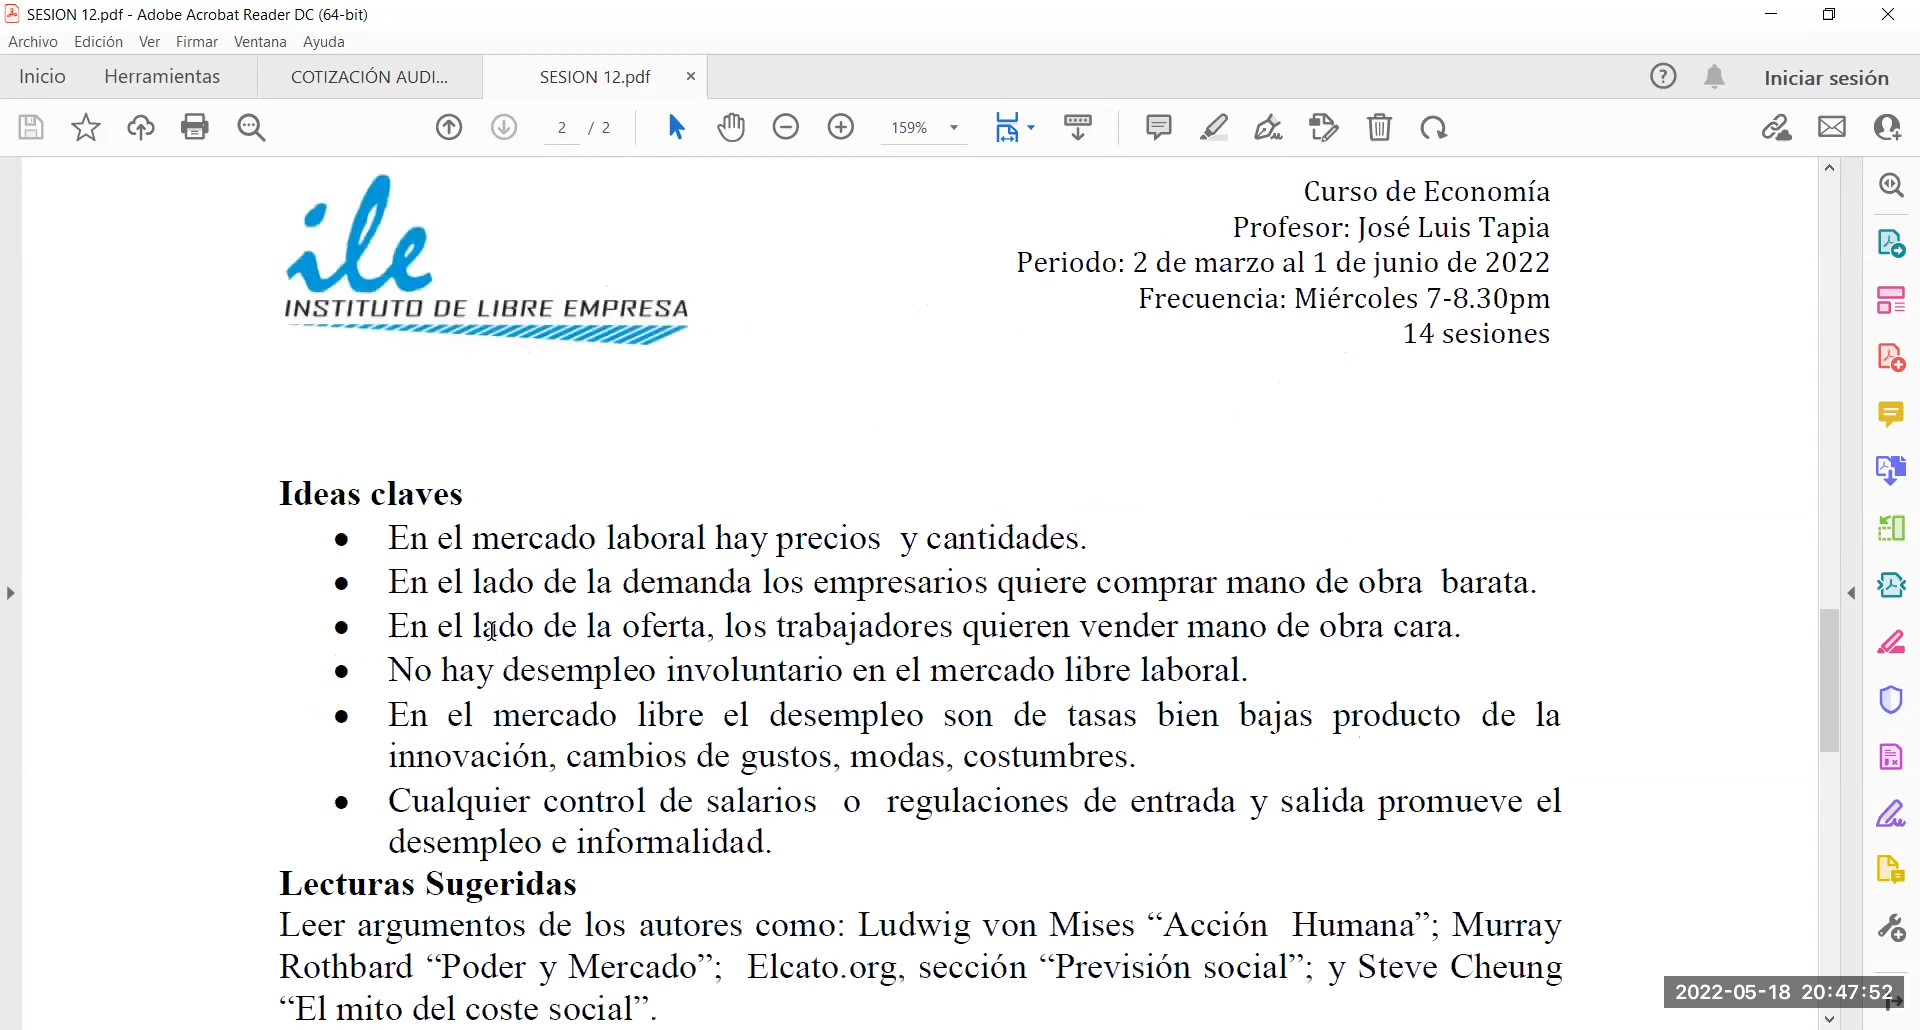 SESION 12.pdf - Adobe Acrobat Reader DC (64-bit)
Archivo Edición Ver Firmar Ventana Ayuda
Inicio Herramientas COTIZACIÓN AUDI... SESION 12.pdf × Iniciar sesión
2 / 2 159%
ile
INSTITUTO DE LIBRE EMPRESA
Curso de Economía
Profesor: José Luis Tapia
Periodo: 2 de marzo al 1 de junio de 2022
Frecuencia: Miércoles 7-8.30pm
14 sesiones
Ideas claves
• En el mercado laboral hay precios y cantidades.
• En el lado de la demanda los empresarios quiere comprar mano de obra barata.
• En el lado de la oferta, los trabajadores quieren vender mano de obra cara.
• No hay desempleo involuntario en el mercado libre laboral.
• En el mercado libre el desempleo son de tasas bien bajas producto de la
innovación, cambios de gustos, modas, costumbres.
• Cualquier control de salarios o regulaciones de entrada y salida promueve el
desempleo e informalidad.
Lecturas Sugeridas
Leer argumentos de los autores como: Ludwig von Mises “Acción Humana”; Murray
Rothbard “Poder y Mercado”; Elcato.org, sección “Previsión social”; y Steve Cheung
“El mito del coste social”.
2022-05-18 20:47:52